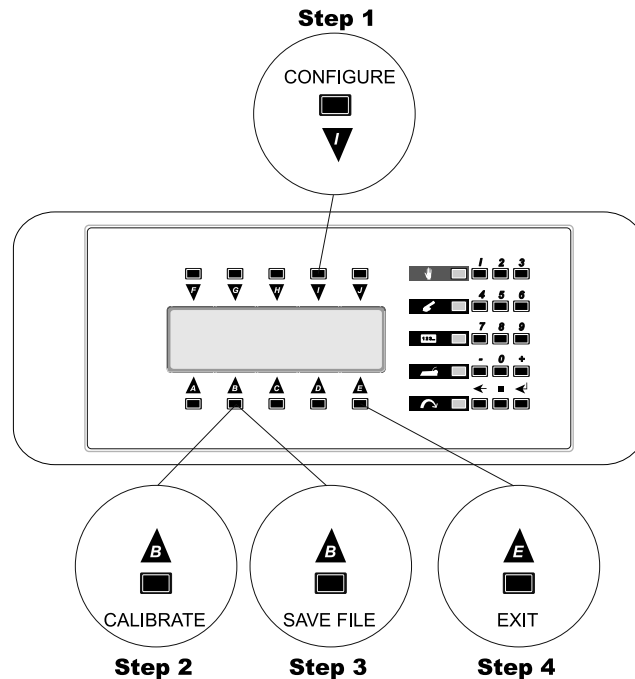 Step 1
CONFIGURE
I
F G H I J
1 2 3
4 5 6
123...
7 8 9
- 0 +
A B C D E
B
CALIBRATE
Step 2
B
SAVE FILE
Step 3
E
EXIT
Step 4